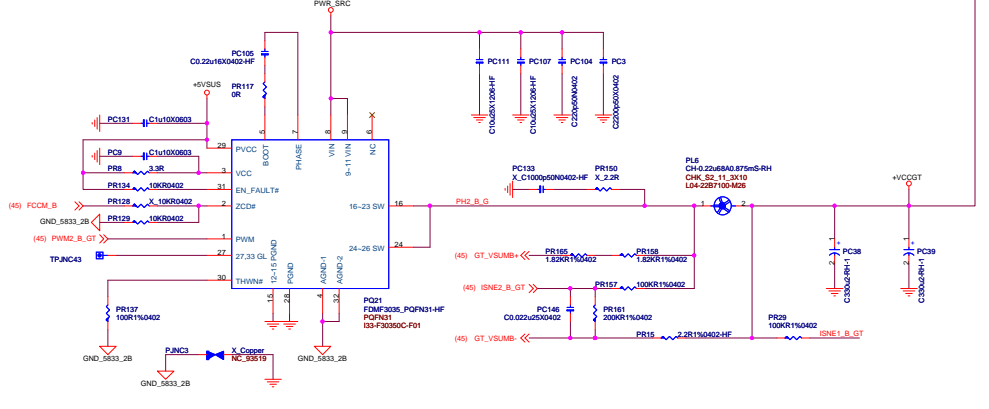 PWR_SRC
PC105
C0.22u16X0402-HF
PR117
0R
+5VSUS
PC131
C1u10X0603
PC9
C1u10X0603
PR8
3.3R
PR134
10KR0402
(45)
FCCM_B
PR128
X_10KR0402
GND_5833_2B
PR129
10KR0402
(45)
PWM2_B_GT
TPJNC43
PR137
100R1%0402
GND_5833_2B
PJNC3
X_Copper
NC_93519
GND_5833_2B
5
7
8
9
6
BOOT
PHASE
VIN
9-11 VIN
NC
29
PVCC
3
VCC
31
EN_FAULT#
2
ZCD#
1
PWM
27
27,33 GL
30
THWN#
12-15 PGND
PGND
AGND-1
AGND-2
15
28
4
32
16-23 SW
16
24-26 SW
24
PQ21
FDMF3035_PQFN31-HF
PQFN31
I33-F30350C-F01
GND_5833_2B
PC111
C10u25X1206-HF
PC107
C10u25X1206-HF
PC104
C220p50N0402
PC3
C2200p50X0402
PC133
X_C1000p50N0402-HF
PR150
X_2.2R
PH2_B_G
PL6
CH-0.22u68A0.875mS-RH
CHK_S2_11_3X10
L04-22B7100-M26
1
2
+VCCGT
1
+
2
PC38
C330u2-RH-1
1
+
2
PC39
C330u2-RH-1
(45)
GT_VSUMB+
PR165
1.82KR1%0402
PR158
1.82KR1%0402
(45)
ISNE2_B_GT
PR157
100KR1%0402
PC146
C0.022u25X0402
PR161
200KR1%0402
(45)
GT_VSUMB-
PR15
2.2R1%0402-HF
PR29
100KR1%0402
ISNE1_B_GT